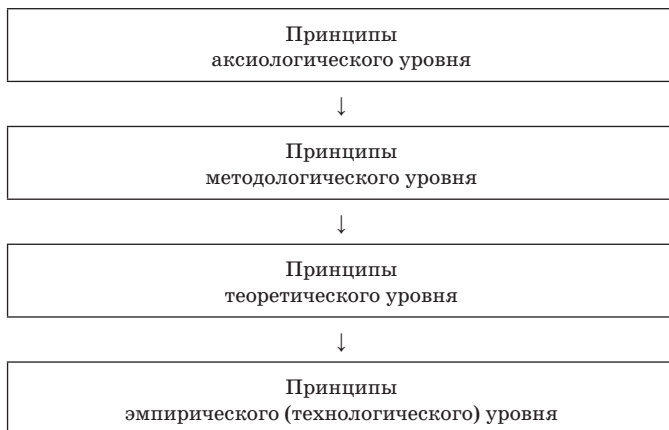 Принципы
аксиологического уровня
↓
Принципы
методологического уровня
↓
Принципы
теоретического уровня
↓
Принципы
эмпирического (технологического) уровня